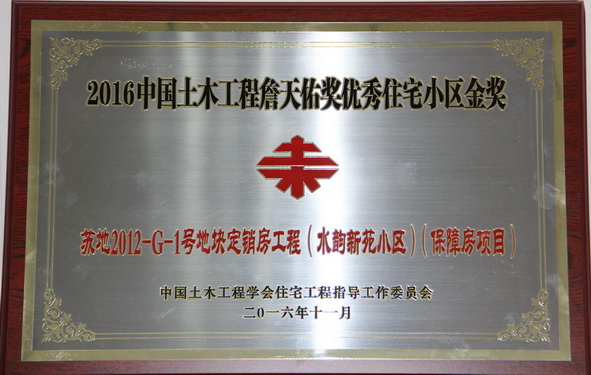 2016中国土木工程詹天佑奖优秀住宅小区金奖
苏地2012-G-1号地块定销房工程（水韵新苑小区）（保障房项目）
中国土木工程学会住宅工程指导工作委员会
二〇一六年十一月